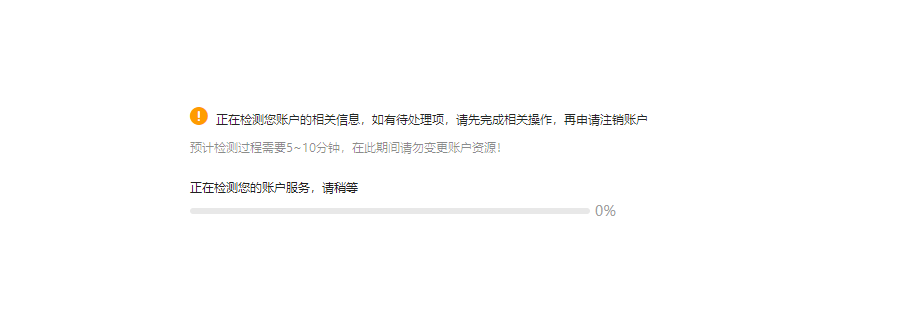 正在检测您账户的相关信息，如有待处理项，请先完成相关操作，再申请注销账户
预计检测过程需要5~10分钟，在此期间请勿变更账户资源！
正在检测您的账户服务，请稍等
0%